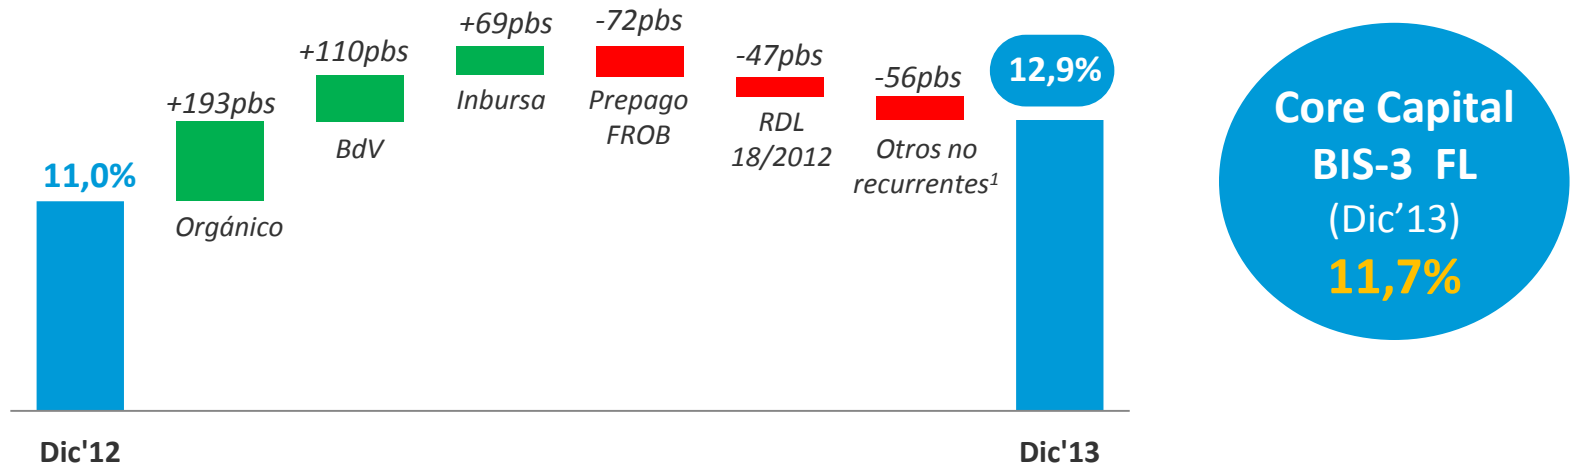 11,0%
+193pbs
Orgánico
+110pbs
BdV
+69pbs
Inbursa
-72pbs
Prepago
FROB
-47pbs
RDL
18/2012
-56pbs
Otros no
recurrentes¹
12,9%
Dic'12
Dic'13
Core Capital
BIS-3 FL
(Dic’13)
11,7%